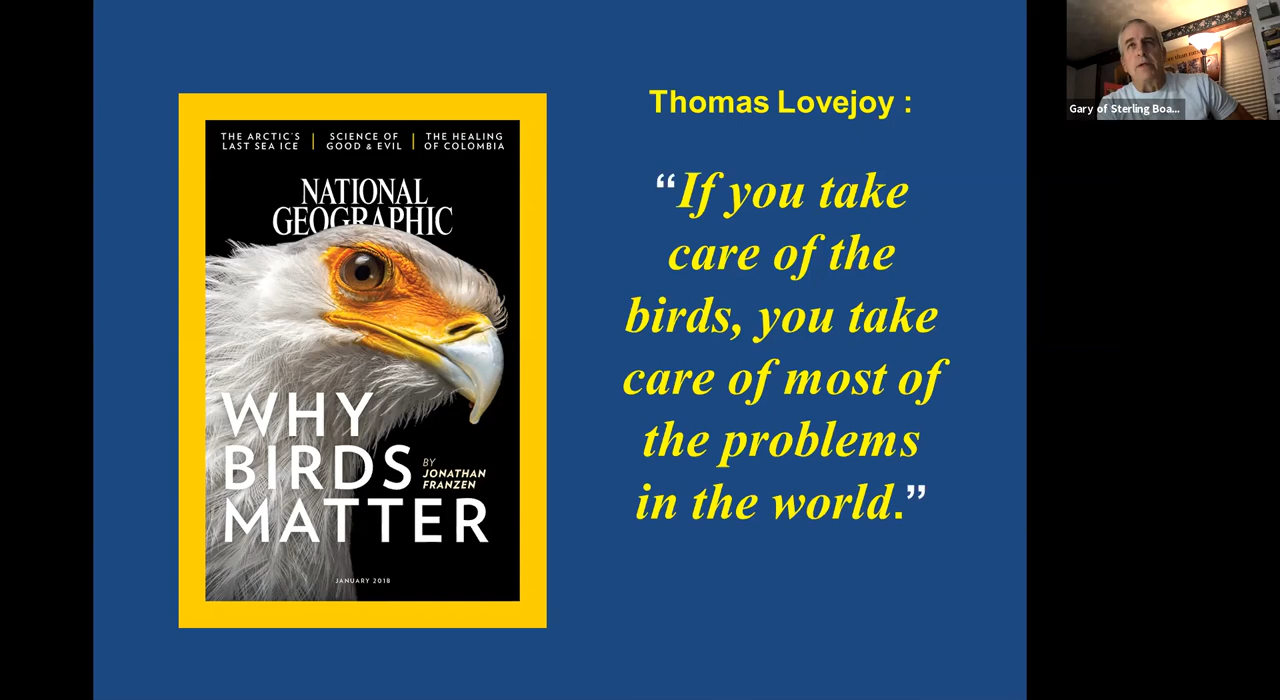 THE ARCTIC'S
LAST SEA ICE
SCIENCE OF
GOOD & EVIL
THE HEALING
OF COLOMBIA
NATIONAL
GEOGRAPHIC
WHY
BIRDS
MATTER
BY
JONATHAN
FRANZEN
JANUARY 2018
Thomas Lovejoy :
“If you take
care of the
birds, you take
care of most of
the problems
in the world.”
Gary of Sterling Boa...